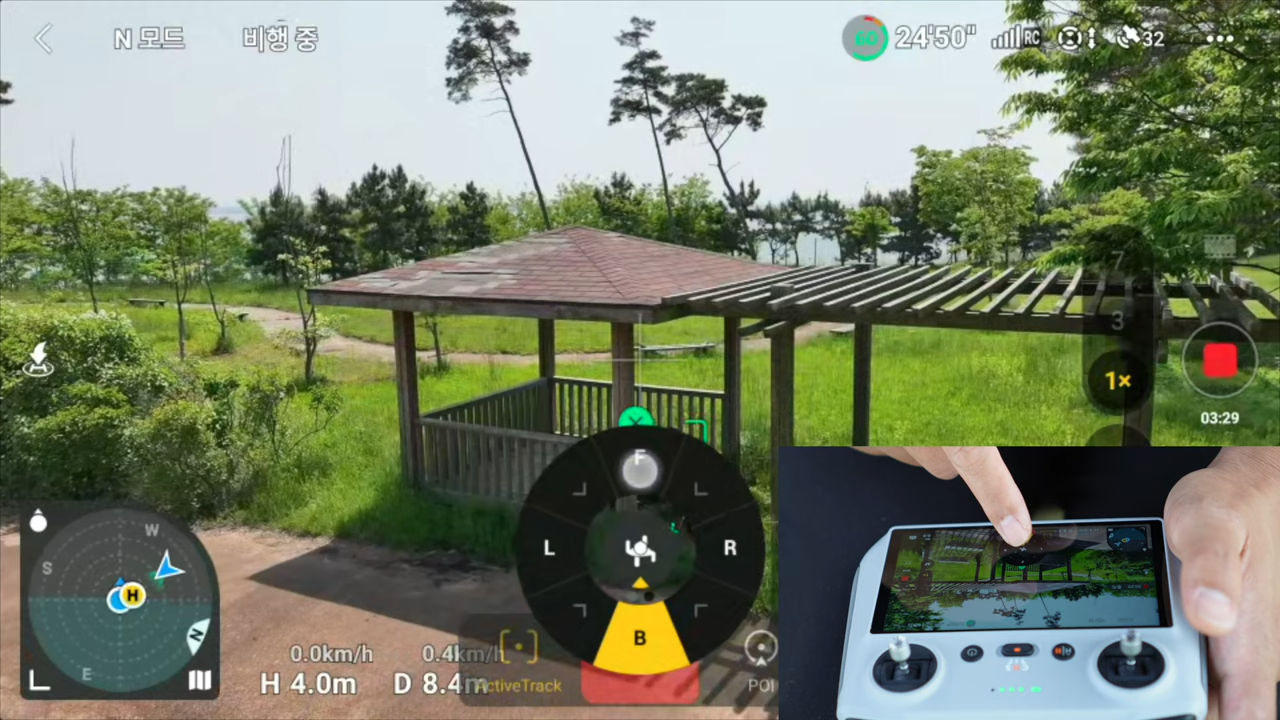 N 모드
비행 중
60
24'50"
RC
32
7
3
1×
03:29
F
L
R
B
W
S
H
N
E
0.0km/h
0.4km/h
H 4.0m
D 8.4m
ActiveTrack
POI